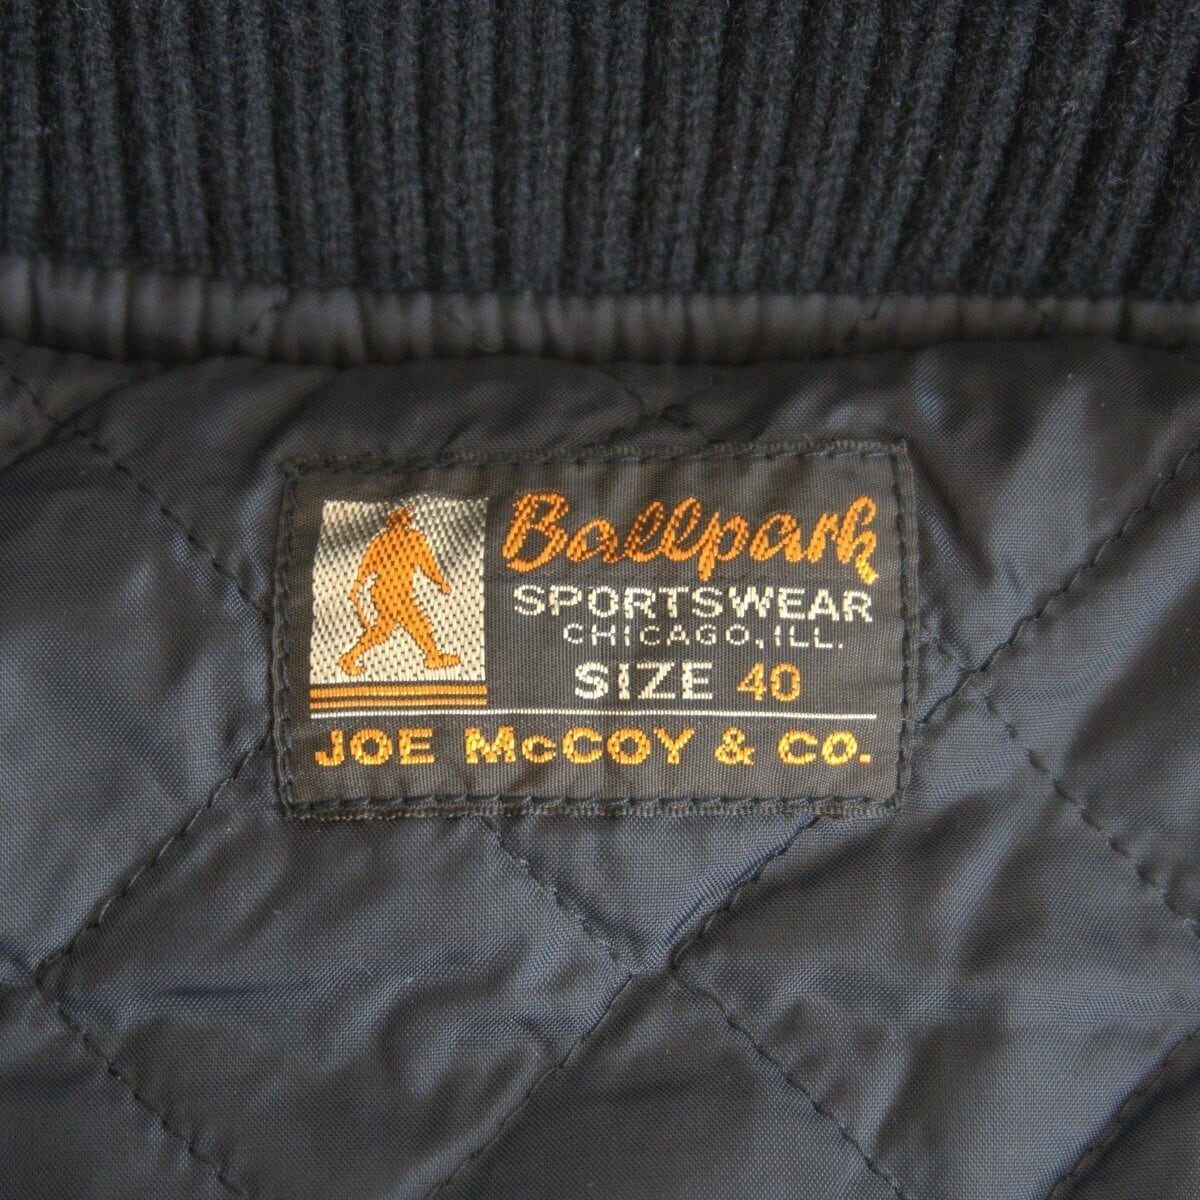 Ballpark
SPORTSWEAR
CHICAGO, ILL.
SIZE 40
JOE McCOY & CO.